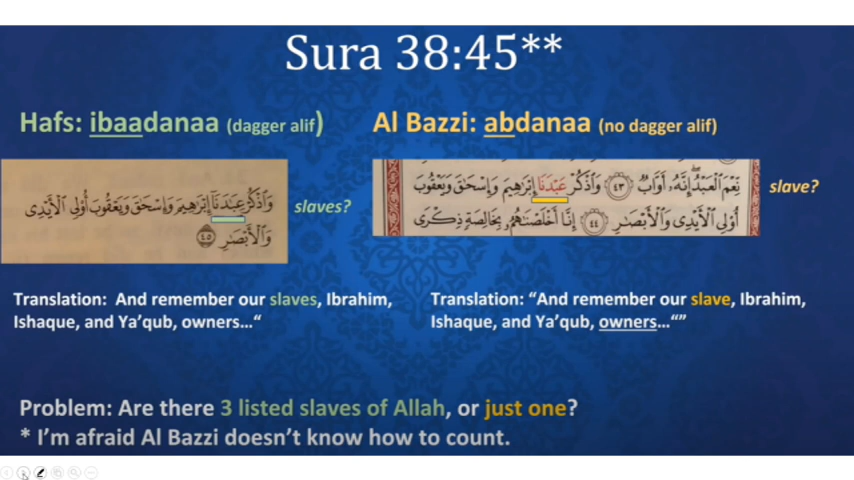 Sura 38:45**
Hafs: ibaadanaa (dagger alif)
Al Bazzi: abdanaa (no dagger alif)
وَٱذْكُرْ عِبَٰدَنَآ إِبْرَٰهِيمَ وَإِسْحَٰقَ وَيَعْقُوبَ أُو۟لِى ٱلْأَيْدِى
وَٱلْأَبْصَٰرِ ٤٥
slaves?
نِعْمَ ٱلْعَبْدُ إِنَّهُۥ أَوَّابٌ ٤٣ وَٱذْكُرْ عَبْدَنَا إِبْرَٰهِيمَ وَإِسْحَٰقَ وَيَعْقُوبَ
أُو۟لِى ٱلْأَيْدِى وَٱلْأَبْصَٰرِ ٤٤ إِنَّا أَخْلَصْنَٰهُمُۥ بِخَالِصَةٍ ذِكْرَى
slave?
Translation: And remember our slaves, Ibrahim,
Ishaque, and Ya’qub, owners…“
Translation: “And remember our slave, Ibrahim,
Ishaque, and Ya’qub, owners…“”
Problem: Are there 3 listed slaves of Allah, or just one?
* I’m afraid Al Bazzi doesn’t know how to count.